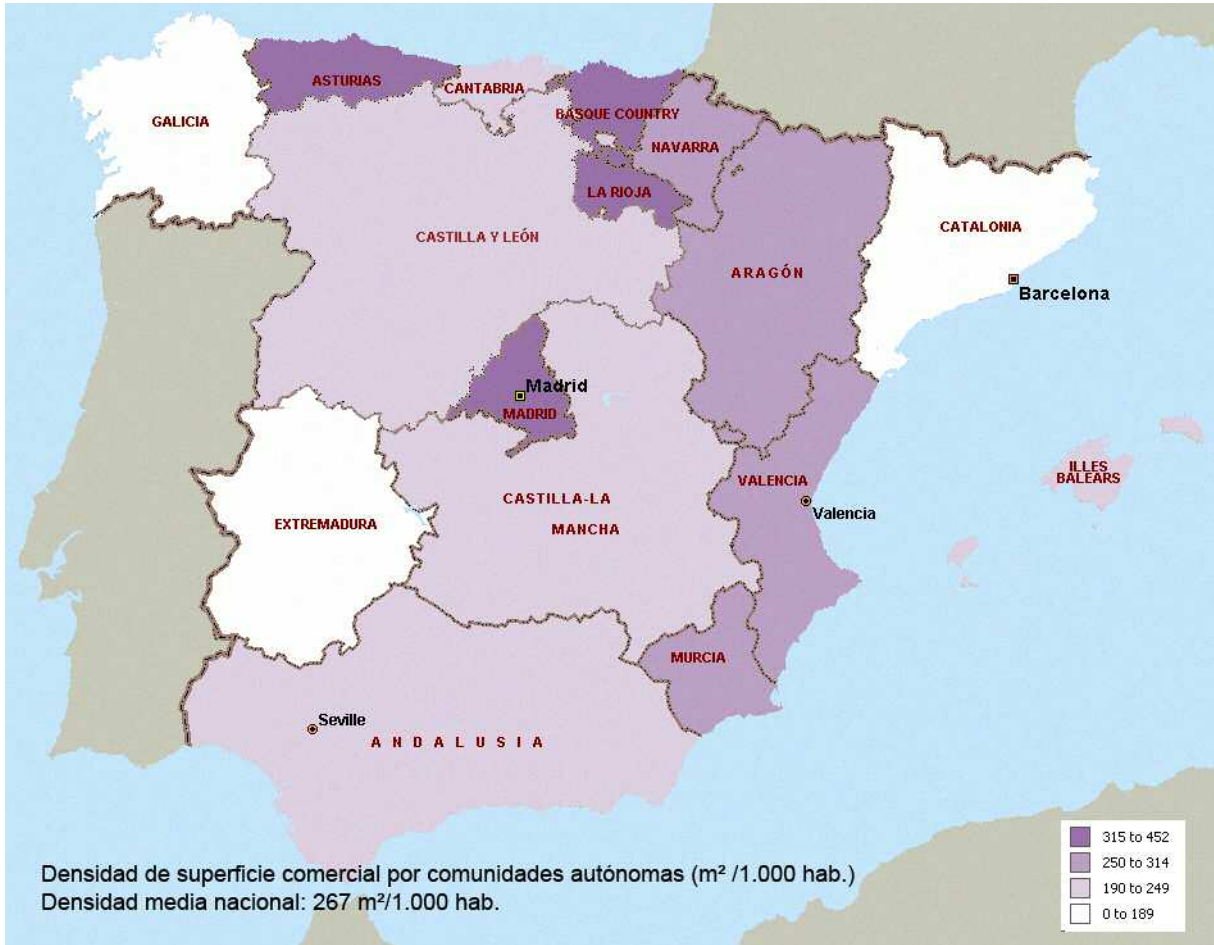 ASTURIAS
CANTABRIA
BASQUE COUNTRY
GALICIA
NAVARRA
LA RIOJA
CASTILLA Y LEÓN
CATALONIA
ARAGÓN
Barcelona
Madrid
MADRID
ILLES
BALEARS
VALENCIA
Valencia
CASTILLA-LA
MANCHA
EXTREMADURA
MURCIA
Seville
ANDALUSIA
315 to 452
250 to 314
190 to 249
0 to 189
Densidad de superficie comercial por comunidades autónomas (m² /1.000 hab.)
Densidad media nacional: 267 m²/1.000 hab.